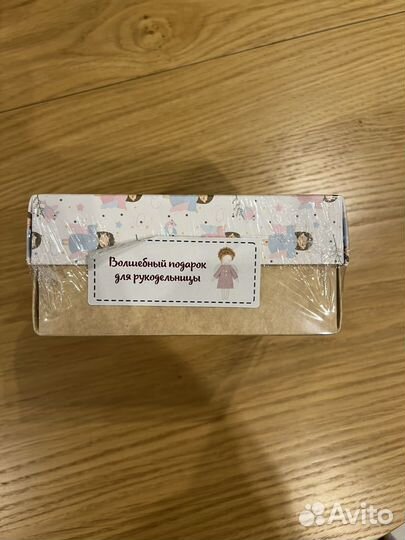 Волшебный подарок
для рукодельницы
Avito